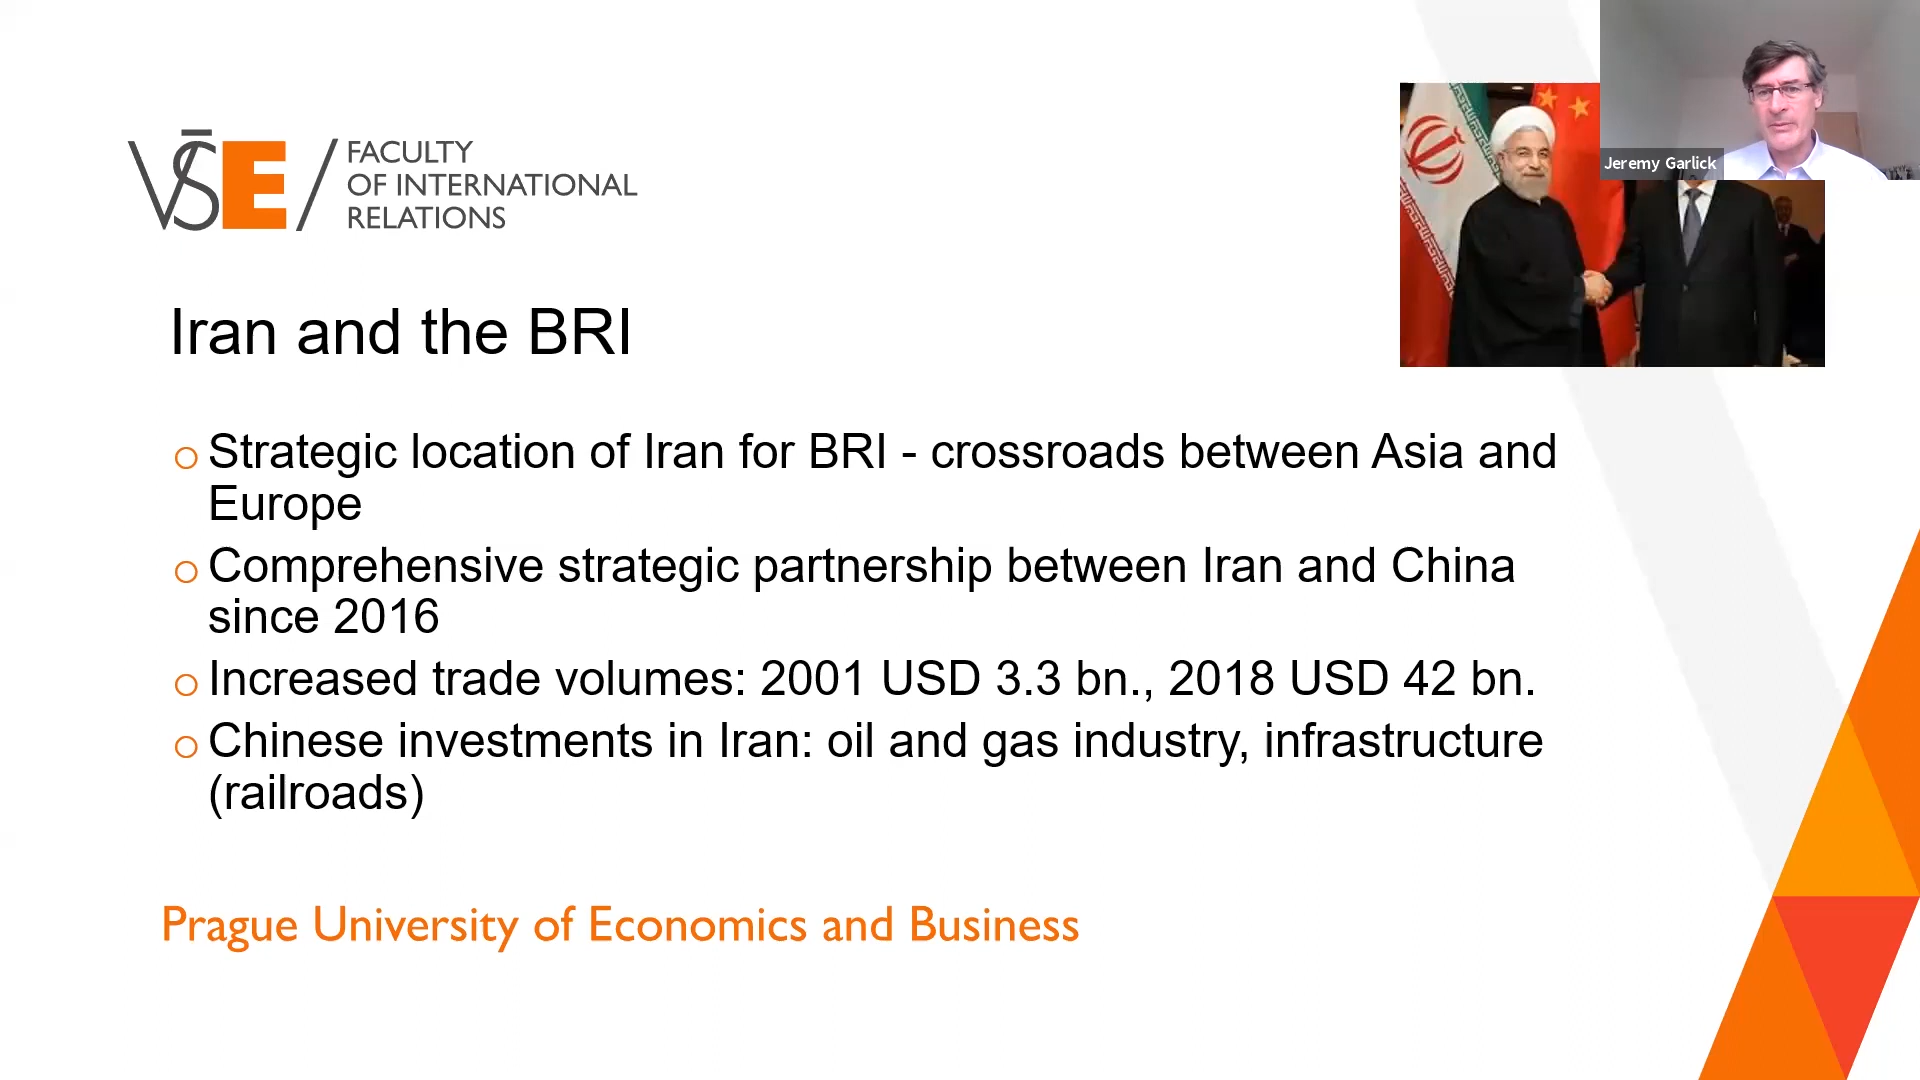 VŠE
FACULTY
OF INTERNATIONAL
RELATIONS
Jeremy Garlick
Iran and the BRI
Strategic location of Iran for BRI - crossroads between Asia and
Europe
Comprehensive strategic partnership between Iran and China
since 2016
Increased trade volumes: 2001 USD 3.3 bn., 2018 USD 42 bn.
Chinese investments in Iran: oil and gas industry, infrastructure
(railroads)
Prague University of Economics and Business